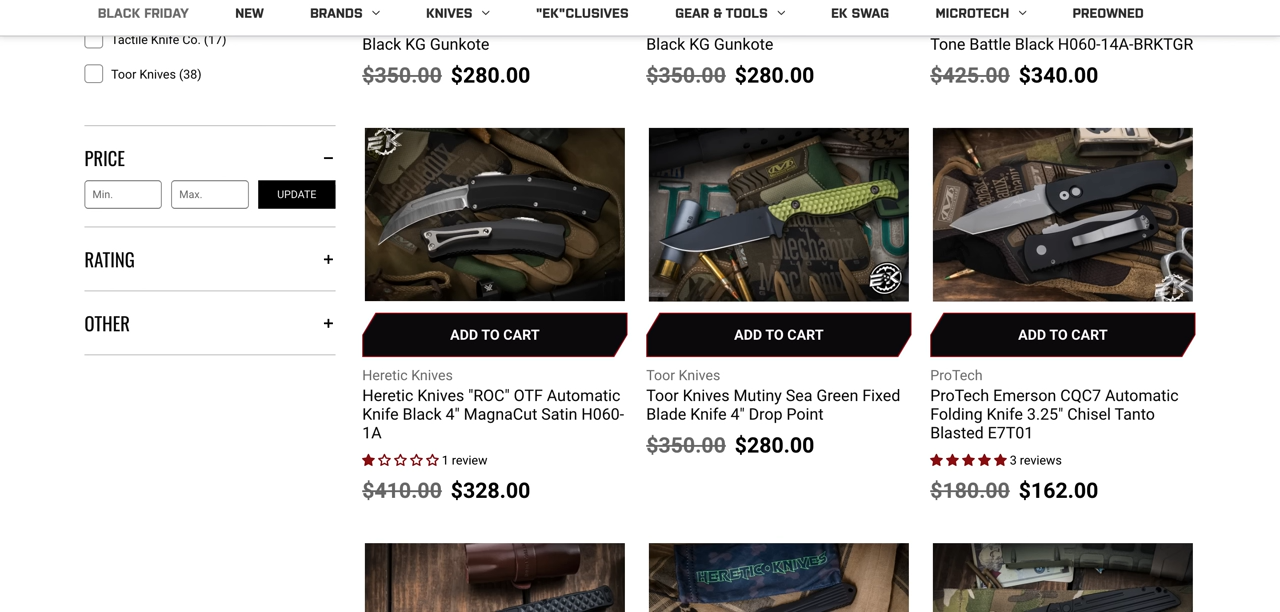 BLACK FRIDAY NEW BRANDS KNIVES "EK"CLUSIVES GEAR & TOOLS EK SWAG MICROTECH PREOWNED
Tactile Knife Co. (17)
Toor Knives (38)
PRICE
Min. Max. UPDATE
RATING
OTHER
Black KG Gunkote
$350.00 $280.00
Black KG Gunkote
$350.00 $280.00
Tone Battle Black H060-14A-BRKTGR
$425.00 $340.00
EK
Mechanix
ADD TO CART
Heretic Knives
Heretic Knives "ROC" OTF Automatic
Knife Black 4" MagnaCut Satin H060-
1A
1 review
$410.00 $328.00
Mechanix
Mechanix
EK
ADD TO CART
Toor Knives
Toor Knives Mutiny Sea Green Fixed
Blade Knife 4" Drop Point
$350.00 $280.00
EK
ADD TO CART
ProTech
ProTech Emerson CQC7 Automatic
Folding Knife 3.25" Chisel Tanto
Blasted E7T01
3 reviews
$180.00 $162.00
HERETIC KNIVES